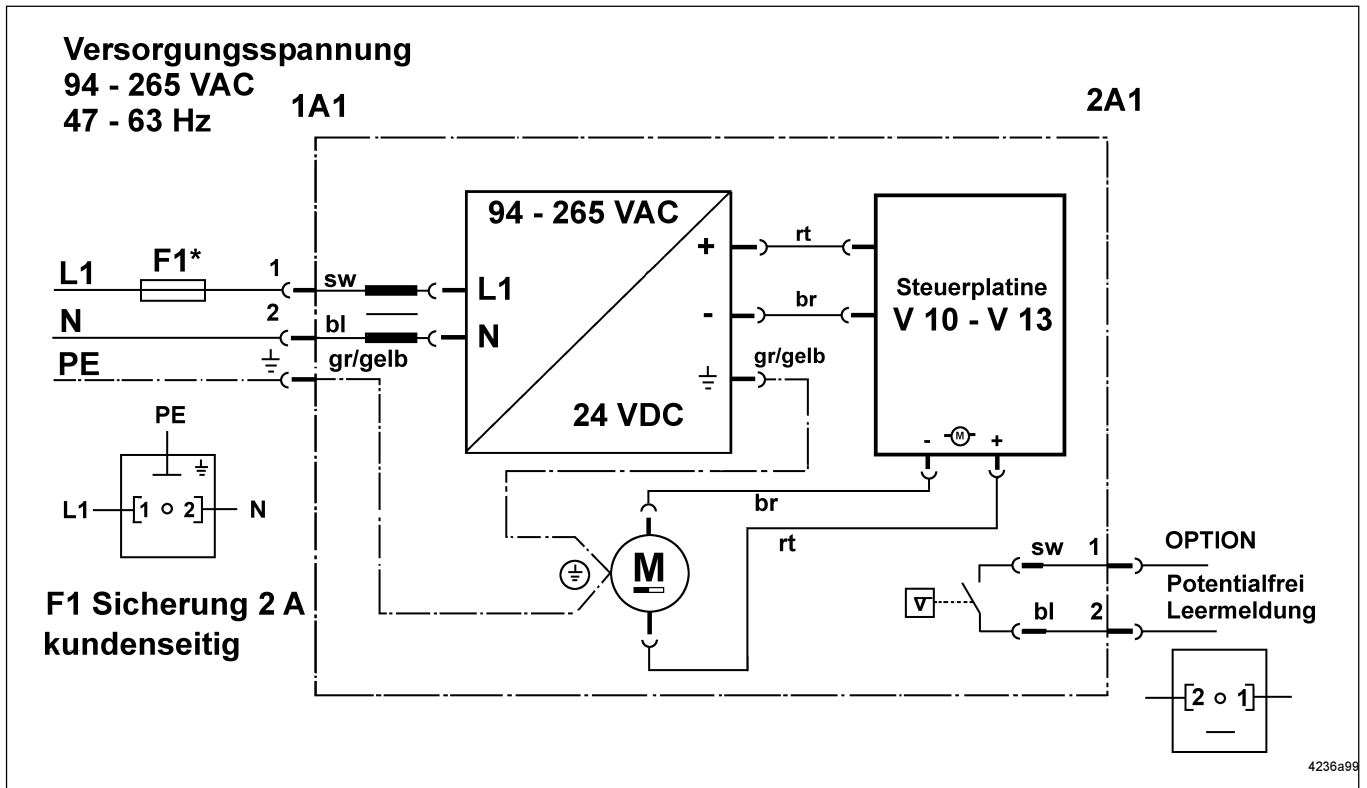 Versorgungsspannung
94 - 265 VAC
47 - 63 Hz
1A1
2A1
94 - 265 VAC
+
rt
F1*
L1
1
sw
L1
Steuerplatine
V 10 - V 13
-
br
N
2
bl
N
gr/gelb
gr/gelb
PE
24 VDC
PE
- M +
L1
1
2
N
br
rt
M
sw
1
OPTION
Potentialfrei
Leermeldung
bl
2
F1 Sicherung 2 A
kundenseitig
2
1
4236a99